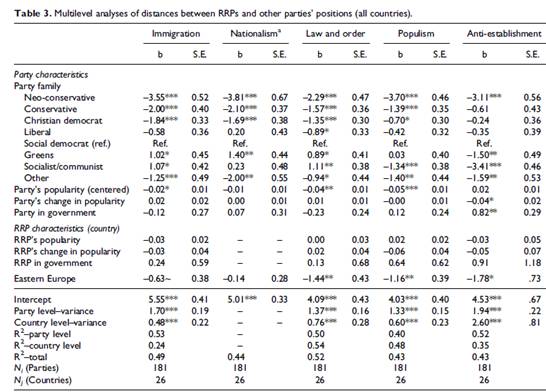 Table 3. Multilevel analyses of distances between RRPs and other parties' positions (all countries).
Immigration Nationalismᵃ Law and order Populism Anti-establishment
b S.E. b S.E. b S.E. b S.E. b S.E.
Party characteristics
Party family
Neo-conservative −3.55*** 0.52 −3.81*** 0.67 −2.29*** 0.47 −3.70*** 0.46 −3.11*** 0.56
Conservative −2.00*** 0.40 −2.10*** 0.37 −1.57*** 0.36 −1.39*** 0.35 −0.61 0.43
Christian democrat −1.84*** 0.33 −1.69*** 0.38 −1.35*** 0.30 −0.70* 0.30 −0.24 0.36
Liberal −0.58 0.36 0.20 0.43 −0.89** 0.33 −0.42 0.32 −0.35 0.39
Social democrat (ref.) Ref. Ref. Ref. Ref. Ref.
Greens 1.02* 0.45 1.40** 0.44 0.89* 0.41 0.03 0.40 −1.50** 0.49
Socialist/communist 1.07* 0.42 0.23 0.48 1.11** 0.38 −1.34*** 0.38 −3.41*** 0.46
Other −1.25*** 0.49 −2.00** 0.55 −0.94* 0.44 −1.40** 0.44 −1.59** 0.53
Party's popularity (centered) −0.02* 0.01 −0.01 0.01 −0.04** 0.01 −0.05*** 0.01 0.02 0.01
Party's change in popularity 0.02 0.02 0.00 0.01 0.01 0.01 −0.00 0.01 −0.04* 0.02
Party in government −0.12 0.27 0.07 0.31 −0.23 0.24 0.12 0.24 0.82** 0.29
RRP characteristics (country)
RRP's popularity −0.03 0.02 – – 0.00 0.03 0.02 0.02 −0.03 0.05
RRP's change in popularity −0.03 0.04 – – 0.02 0.04 −0.06 0.04 −0.05 0.07
RRP in government 0.24 0.59 – – 0.13 0.68 0.64 0.62 0.91 1.18
Eastern Europe −0.63~ 0.38 −0.14 0.28 −1.44** 0.43 −1.16** 0.39 −1.78* .73
Intercept 5.55*** 0.41 5.01*** 0.33 4.09*** 0.43 4.03*** 0.40 4.53*** .67
Party level–variance 1.70*** 0.19 – – 1.37*** 0.16 1.33*** 0.15 1.94*** .22
Country level–variance 0.48*** 0.22 – – 0.76*** 0.28 0.60*** 0.23 2.60*** .81
R²–party level 0.53 0.50 0.40 0.52
R²–country level 0.24 0.54 0.48 0.35
R²–total 0.49 0.44 0.52 0.43 0.43
Nᵢ (Parties) 181 181 181 181 181
Nⱼ (Countries) 26 26 26 26 26